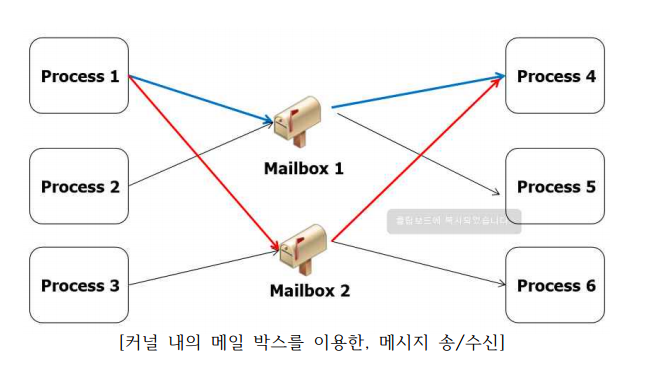 Process 1
Process 4
Mailbox 1
Process 2
Process 5
클립보드에 복사되었습니다.
Process 3
Mailbox 2
Process 6
[커널 내의 메일 박스를 이용한, 메시지 송/수신]